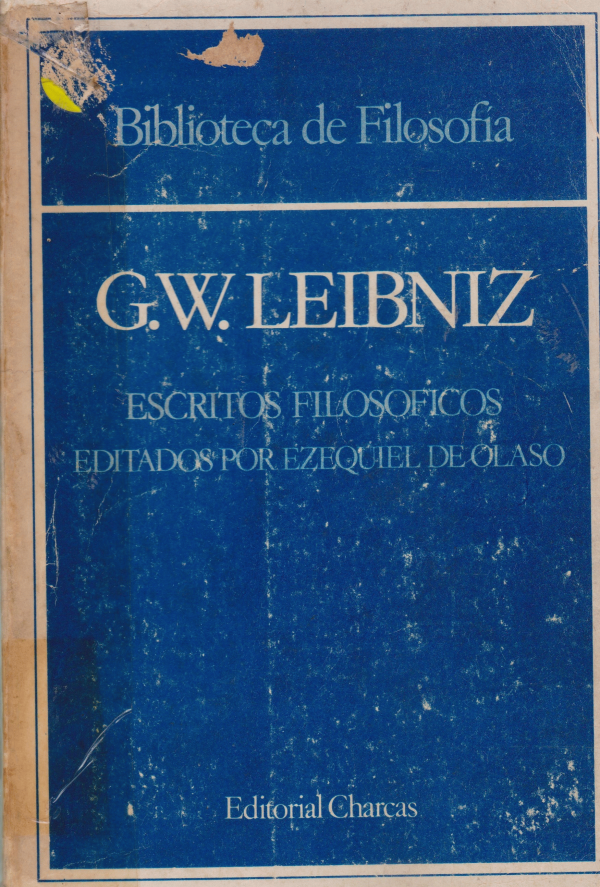 Biblioteca de Filosofía
G.W. LEIBNIZ
ESCRITOS FILOSOFICOS
EDITADOS POR EZEQUIEL DE OLASO
Editorial Charcas